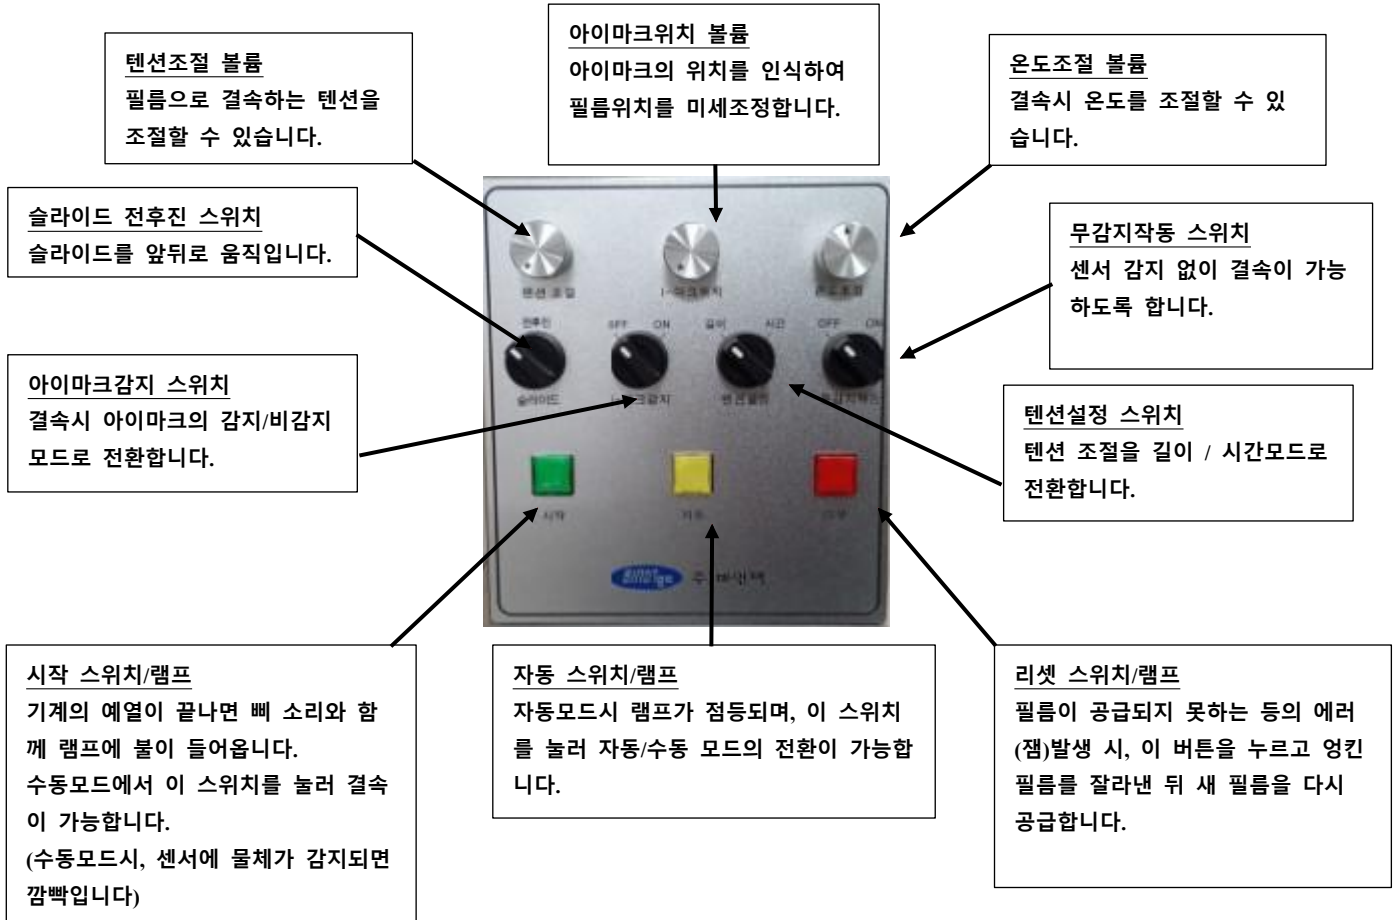 텐션조절 볼륨
필름으로 결속하는 텐션을
조절할 수 있습니다.
아이마크위치 볼륨
아이마크의 위치를 인식하여
필름위치를 미세조정합니다.
온도조절 볼륨
결속시 온도를 조절할 수 있
습니다.
슬라이드 전후진 스위치
슬라이드를 앞뒤로 움직입니다.
무감지작동 스위치
센서 감지 없이 결속이 가능
하도록 합니다.
아이마크감지 스위치
결속시 아이마크의 감지/비감지
모드로 전환합니다.
텐션설정 스위치
텐션 조절을 길이 / 시간모드로
전환합니다.
텐션 조절
전후진
OFF ON
길이 시간
OFF ON
슬라이드
시작
시작 스위치/램프
기계의 예열이 끝나면 삐 소리와 함
께 램프에 불이 들어옵니다.
수동모드에서 이 스위치를 눌러 결속
이 가능합니다.
(수동모드시, 센서에 물체가 감지되면
깜빡입니다)
자동 스위치/램프
자동모드시 램프가 점등되며, 이 스위치
를 눌러 자동/수동 모드의 전환이 가능합
니다.
리셋 스위치/램프
필름이 공급되지 못하는 등의 에러
(잼)발생 시, 이 버튼을 누르고 엉킨
필름를 잘라낸 뒤 새 필름을 다시
공급합니다.